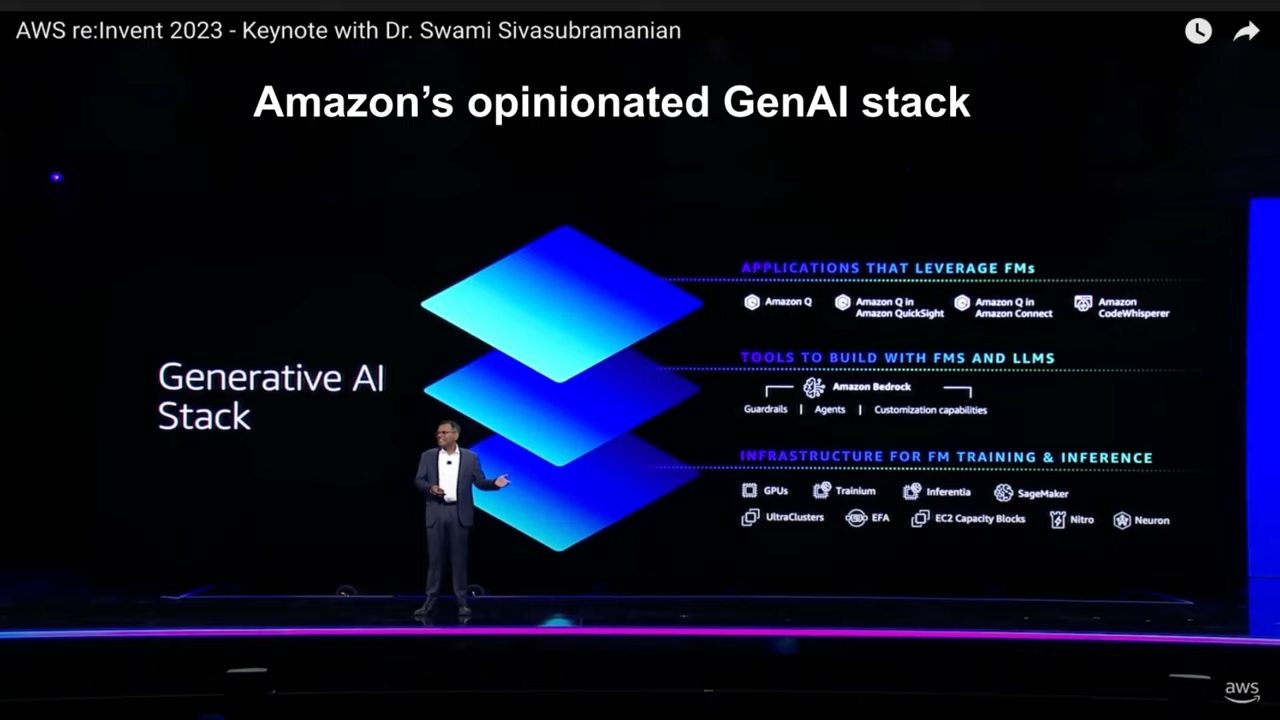 AWS re:Invent 2023 - Keynote with Dr. Swami Sivasubramanian
Amazon's opinionated GenAI stack
Generative AI
Stack
APPLICATIONS THAT LEVERAGE FMs
Amazon Q
Amazon Q in
Amazon QuickSight
Amazon Q in
Amazon Connect
Amazon
CodeWhisperer
TOOLS TO BUILD WITH FMS AND LLMS
Amazon Bedrock
Guardrails | Agents | Customization capabilities
INFRASTRUCTURE FOR FM TRAINING & INFERENCE
GPUs Trainium Inferentia SageMaker
UltraClusters EFA EC2 Capacity Blocks Nitro Neuron
aws